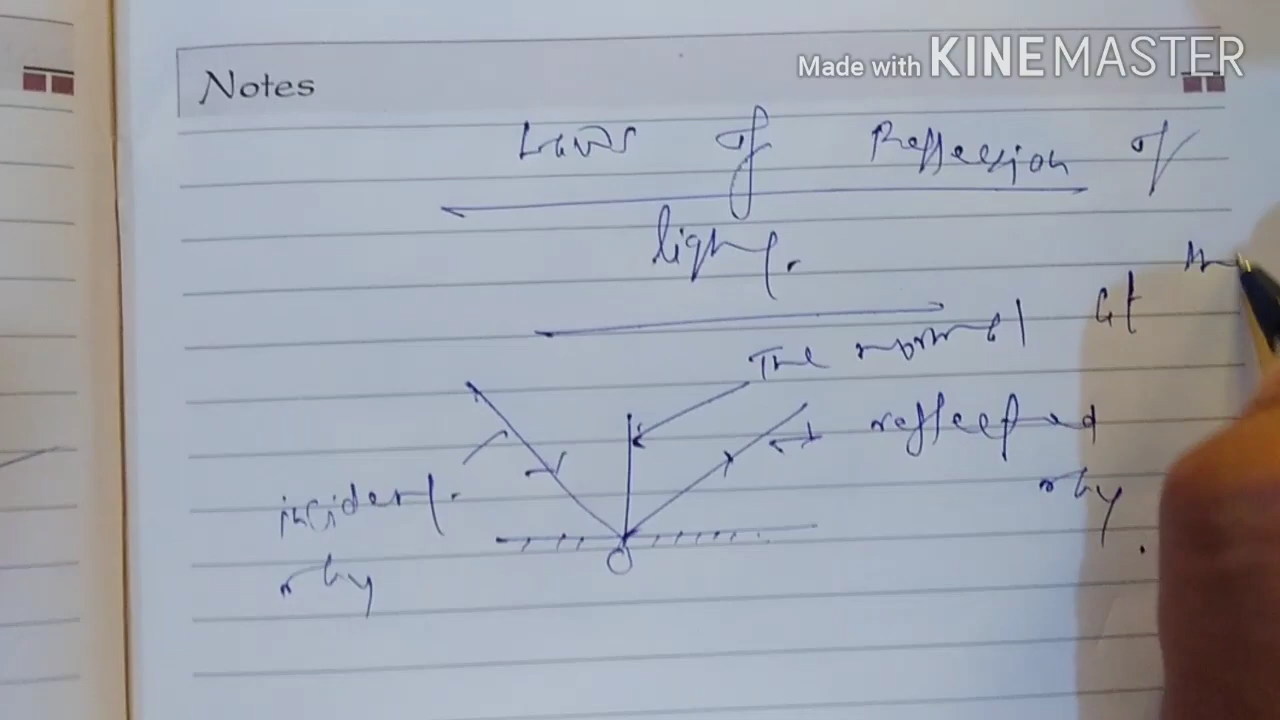 Made with KINEMASTER
Notes
Laws of Reflection of
light.
The normal at
reflected
ray.
incident.
ray
O